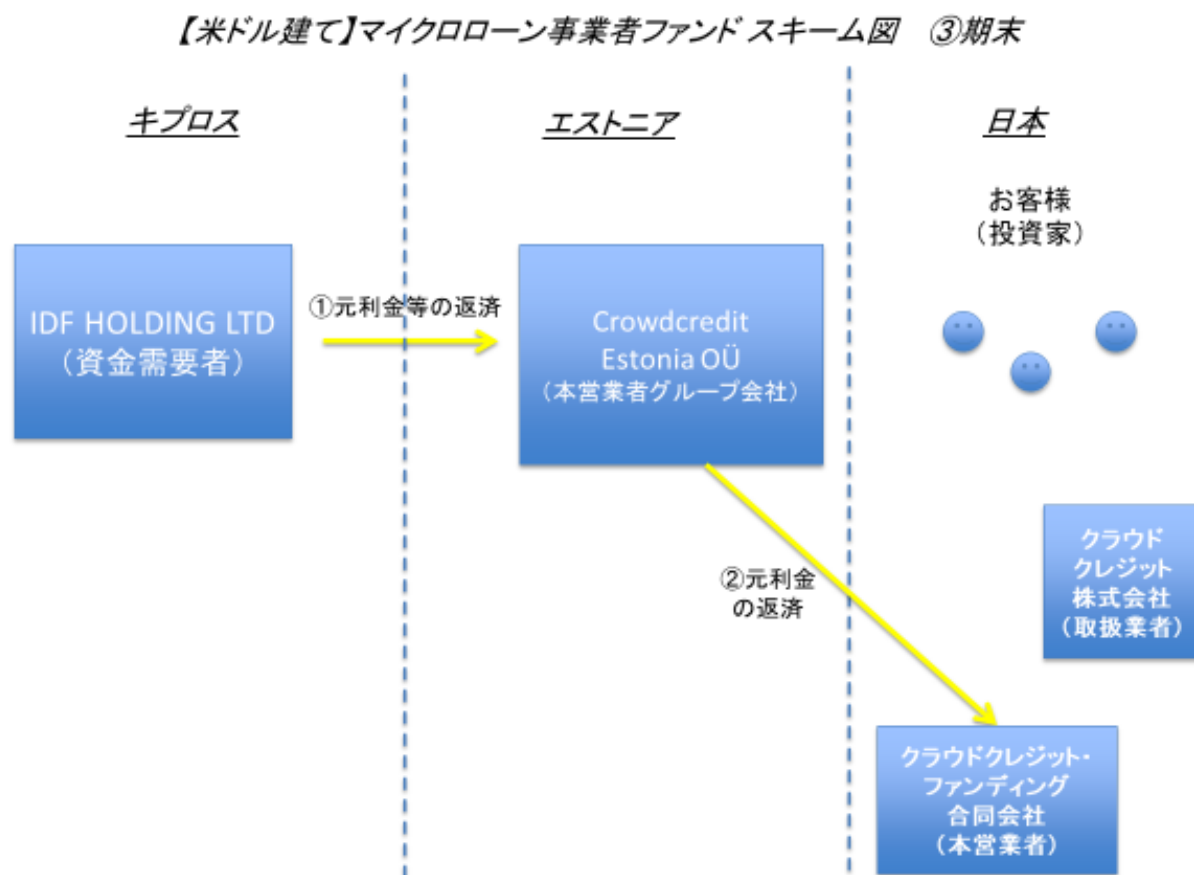 【米ドル建て】マイクロローン事業者ファンド スキーム図　③期末
キプロス
エストニア
日本
お客様
（投資家）
IDF HOLDING LTD
（資金需要者）
①元利金等の返済
Crowdcredit
Estonia OÜ
（本営業者グループ会社）
②元利金
の返済
クラウド
クレジット
株式会社
（取扱業者）
クラウドクレジット・
ファンディング
合同会社
（本営業者）